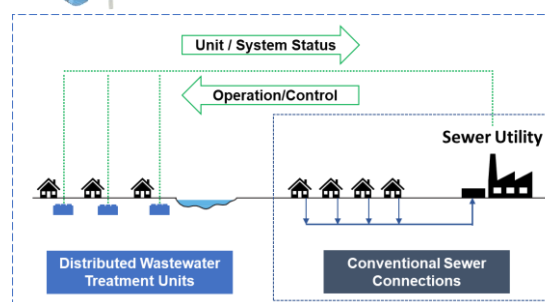 Unit / System Status
Operation/Control
Sewer Utility
Distributed Wastewater
Treatment Units
Conventional Sewer
Connections